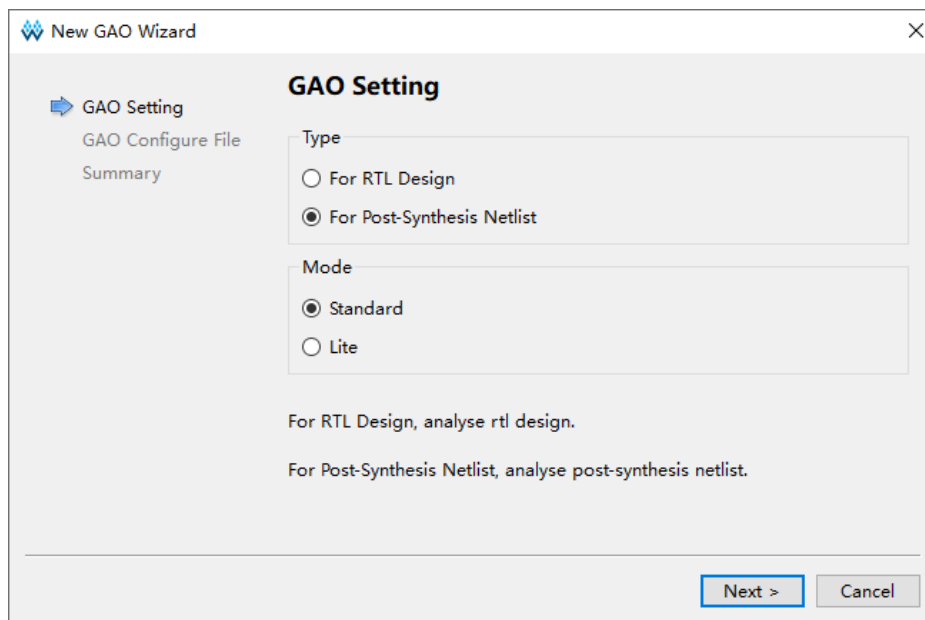 New GAO Wizard
GAO Setting
GAO Configure File
Summary
GAO Setting
Type
For RTL Design
For Post-Synthesis Netlist
Mode
Standard
Lite
For RTL Design, analyse rtl design.
For Post-Synthesis Netlist, analyse post-synthesis netlist.
Next >
Cancel